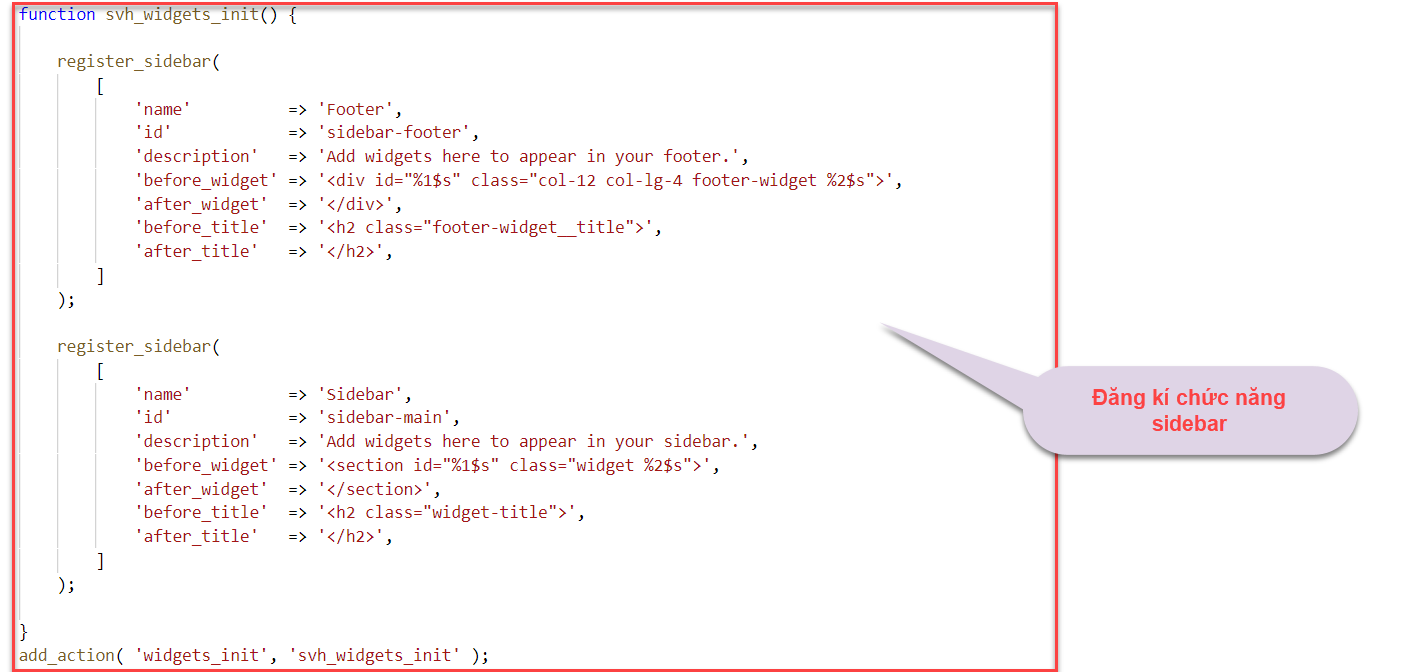 function svh_widgets_init() {
register_sidebar(
[
'name' => 'Footer',
'id' => 'sidebar-footer',
'description' => 'Add widgets here to appear in your footer.',
'before_widget' => '<div id="%1$s" class="col-12 col-lg-4 footer-widget %2$s">',
'after_widget' => '</div>',
'before_title' => '<h2 class="footer-widget__title">',
'after_title' => '</h2>',
]
);
register_sidebar(
[
'name' => 'Sidebar',
'id' => 'sidebar-main',
'description' => 'Add widgets here to appear in your sidebar.',
'before_widget' => '<section id="%1$s" class="widget %2$s">',
'after_widget' => '</section>',
'before_title' => '<h2 class="widget-title">',
'after_title' => '</h2>',
]
);
}
add_action( 'widgets_init', 'svh_widgets_init' );
Đăng kí chức năng
sidebar